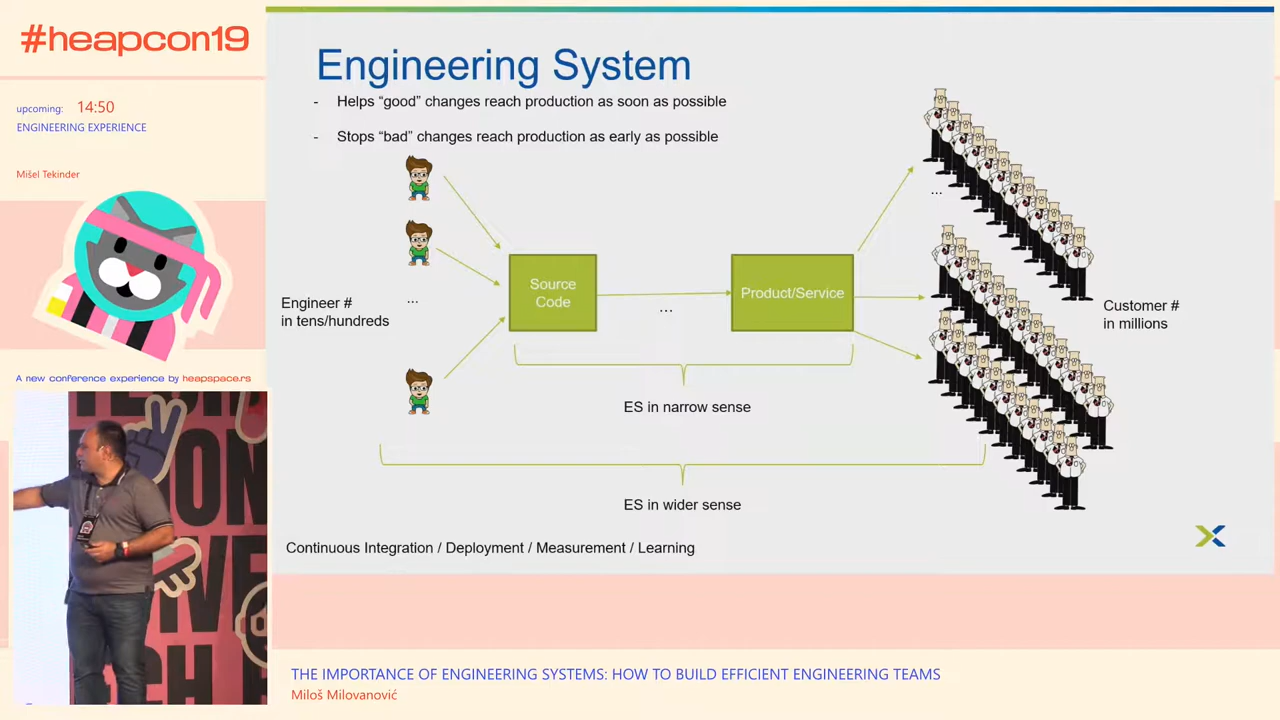 #heapcon19
upcoming: 14:50
ENGINEERING EXPERIENCE
Mišel Tekinder
A new conference experience by heapspace.rs
Engineering System
- Helps “good” changes reach production as soon as possible
- Stops “bad” changes reach production as early as possible
...
Engineer #
in tens/hundreds
...
Source
Code
...
Product/Service
Customer #
in millions
ES in narrow sense
ES in wider sense
Continuous Integration / Deployment / Measurement / Learning
THE IMPORTANCE OF ENGINEERING SYSTEMS: HOW TO BUILD EFFICIENT ENGINEERING TEAMS
Miloš Milovanović